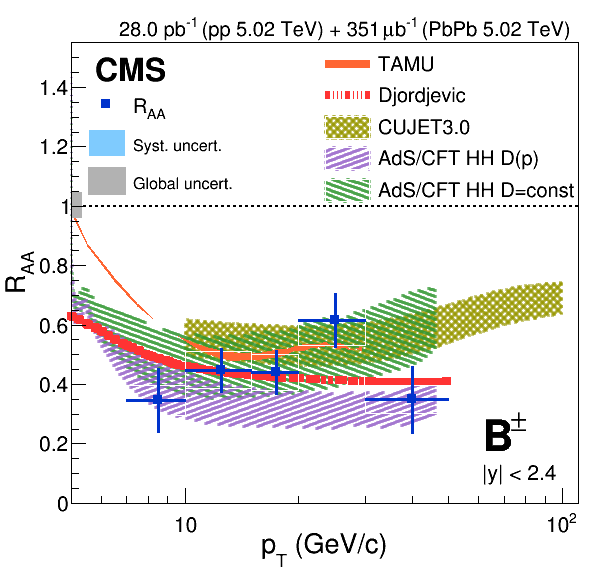 28.0 pb⁻¹ (pp 5.02 TeV) + 351 μb⁻¹ (PbPb 5.02 TeV)
CMS
R_AA
Syst. uncert.
Global uncert.
TAMU
Djordjevic
CUJET3.0
AdS/CFT HH D(p)
AdS/CFT HH D=const
R_AA
1.4
1.2
1
0.8
0.6
0.4
0.2
0
B±
|y| < 2.4
10
10²
p_T (GeV/c)